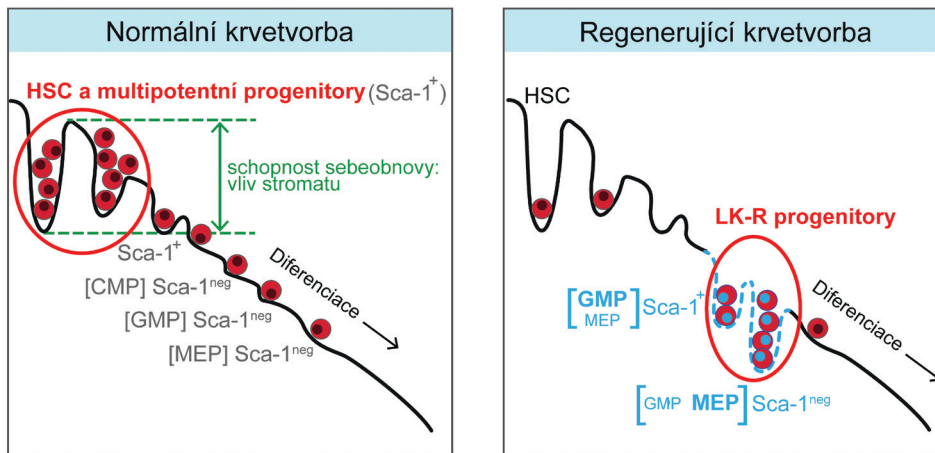 Normální krvetvorba
HSC a multipotentní progenitory (Sca-1⁺)
schopnost sebeobnovy:
vliv stromatu
Sca-1⁺
[CMP] Sca-1ⁿᵉᵍ
[GMP] Sca-1ⁿᵉᵍ
[MEP] Sca-1ⁿᵉᵍ
Diferenciace
Regenerující krvetvorba
HSC
LK-R progenitory
[GMP
MEP] Sca-1⁺
[GMP MEP] Sca-1ⁿᵉᵍ
Diferenciace